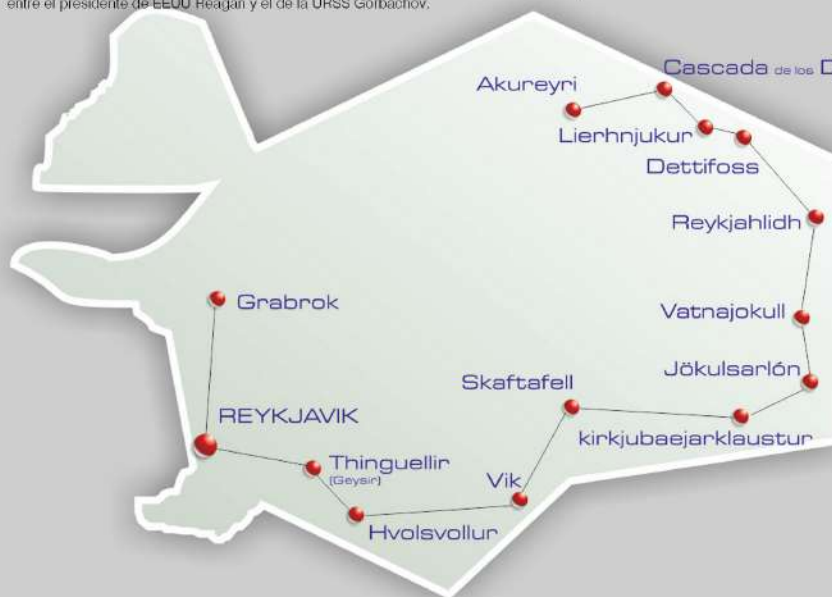 entre el presidente de EEUU Reagan y el de la URSS Gorbachov.
Cascada de los
Akureyri
Lierhnjukur
Dettifoss
Reykjahlidh
Grabrok
Vatnajokull
Jökulsarlón
Skaftafell
REYKJAVIK
kirkjubaejarklaustur
Thinguellir
(Geysir)
Vik
Hvolsvollur